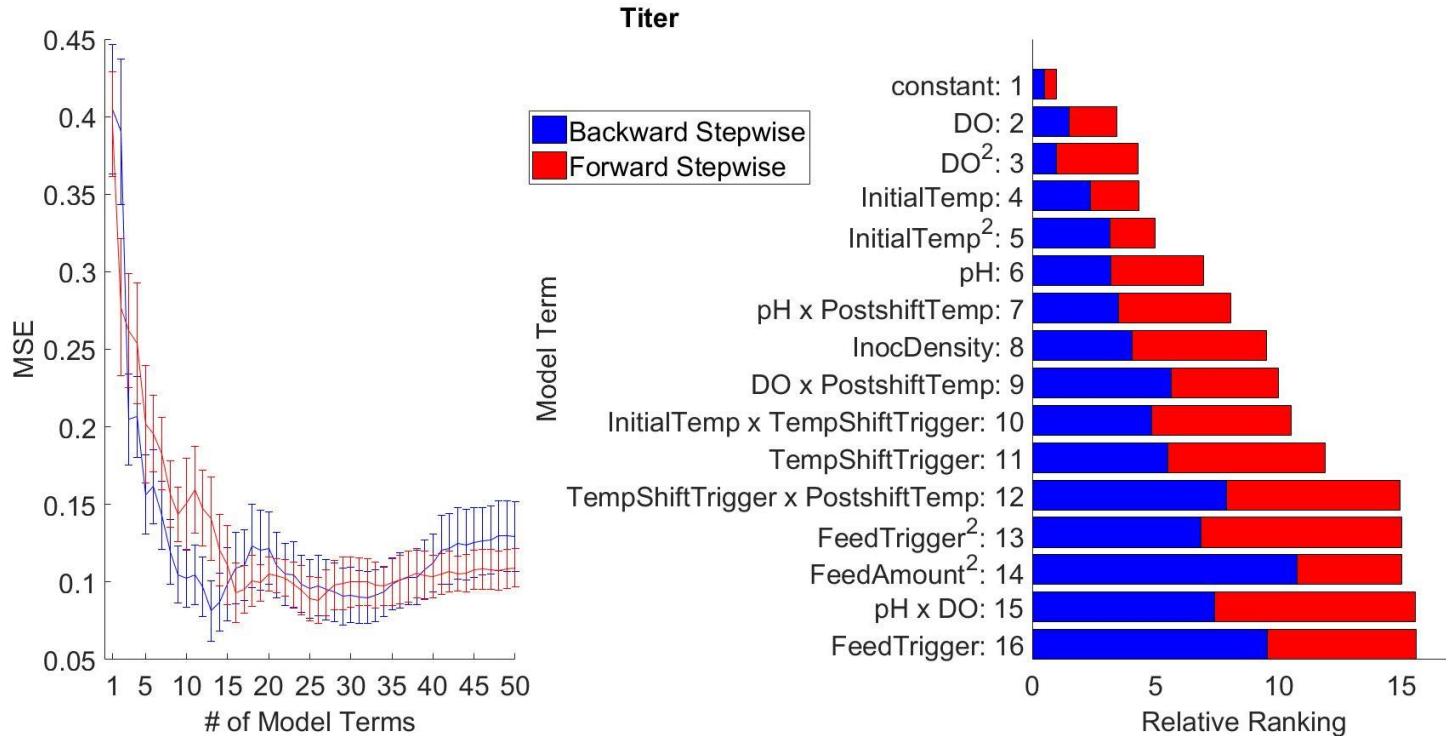 Titer
0.45
0.4
0.35
0.3
0.25
0.2
0.15
0.1
0.05
MSE
1 5 10 15 20 25 30 35 40 45 50
# of Model Terms
Backward Stepwise
Forward Stepwise
Model Term
constant: 1
DO: 2
DO²: 3
InitialTemp: 4
InitialTemp²: 5
pH: 6
pH x PostshiftTemp: 7
InocDensity: 8
DO x PostshiftTemp: 9
InitialTemp x TempShiftTrigger: 10
TempShiftTrigger: 11
TempShiftTrigger x PostshiftTemp: 12
FeedTrigger²: 13
FeedAmount²: 14
pH x DO: 15
FeedTrigger: 16
0 5 10 15
Relative Ranking